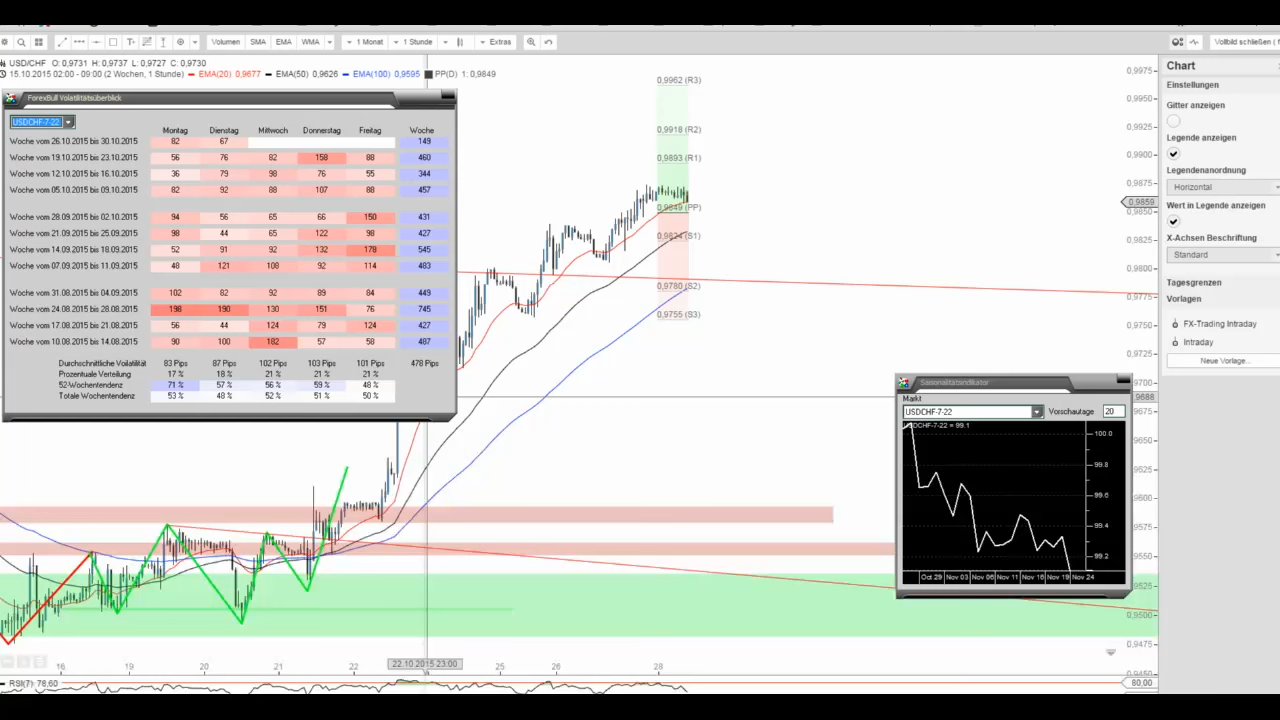 Volumen SMA EMA WMA 1 Monat 1 Stunde Extras Vollbild schließen
USD/CHF O: 0,9731 H: 0,9737 L: 0,9727 C: 0,9730
15.10.2015 02:00 - 09:00 (2 Wochen, 1 Stunde) EMA(20) 0,9677 EMA(50) 0,9626 EMA(100) 0,9595 PP(D) 1: 0,9849
ForexBull Volatilitätsüberblick
USDCHF-7-22
Montag Dienstag Mittwoch Donnerstag Freitag Woche
Woche vom 26.10.2015 bis 30.10.2015 82 67 149
Woche vom 19.10.2015 bis 23.10.2015 56 76 82 158 88 460
Woche vom 12.10.2015 bis 16.10.2015 36 79 98 76 55 344
Woche vom 05.10.2015 bis 09.10.2015 82 92 88 107 88 457
Woche vom 28.09.2015 bis 02.10.2015 94 56 65 66 150 431
Woche vom 21.09.2015 bis 25.09.2015 98 44 65 122 98 427
Woche vom 14.09.2015 bis 18.09.2015 52 91 92 132 178 545
Woche vom 07.09.2015 bis 11.09.2015 48 121 108 92 114 483
Woche vom 31.08.2015 bis 04.09.2015 102 82 92 89 84 449
Woche vom 24.08.2015 bis 28.08.2015 198 190 130 151 76 745
Woche vom 17.08.2015 bis 21.08.2015 56 44 124 79 124 427
Woche vom 10.08.2015 bis 14.08.2015 90 100 182 57 58 487
Durchschnittliche Voilatilität 83 Pips 87 Pips 102 Pips 103 Pips 101 Pips 478 Pips
Prozentuale Verteilung 17 % 18 % 21 % 21 % 21 %
52-Wochentendenz 71 % 57 % 56 % 59 % 48 %
Totale Wochentendenz 53 % 48 % 52 % 51 % 50 %
0,9962 (R3)
0,9918 (R2)
0,9893 (R1)
0,9849 (PP)
0,9824 (S1)
0,9780 (S2)
0,9755 (S3)
0,9975
0,9950
0,9925
0,9900
0,9875
0,9859
0,9850
0,9825
0,9800
0,9775
0,9750
0,9725
0,9700
0,9688
0,9675
0,9650
0,9625
0,9600
0,9575
0,9550
0,9525
0,9500
0,9475
0,9450
Chart
Einstellungen
Gitter anzeigen
Legende anzeigen
Legendenanordnung
Horizontal
Wert in Legende anzeigen
X-Achsen Beschriftung
Standard
Tagesgrenzen
Vorlagen
FX-Trading Intraday
Intraday
Neue Vorlage...
Saisonalitätsindikator
Markt
USDCHF-7-22 Vorschautage 20
USDCHF-7-22 = 99.1
100.0
99.8
99.6
99.4
99.2
Oct 29 Nov 03 Nov 06 Nov 11 Nov 16 Nov 19 Nov 24
16 19 20 21 22 22.10.2015 23:00 25 26 28
RSI(7) 78,60 80,00